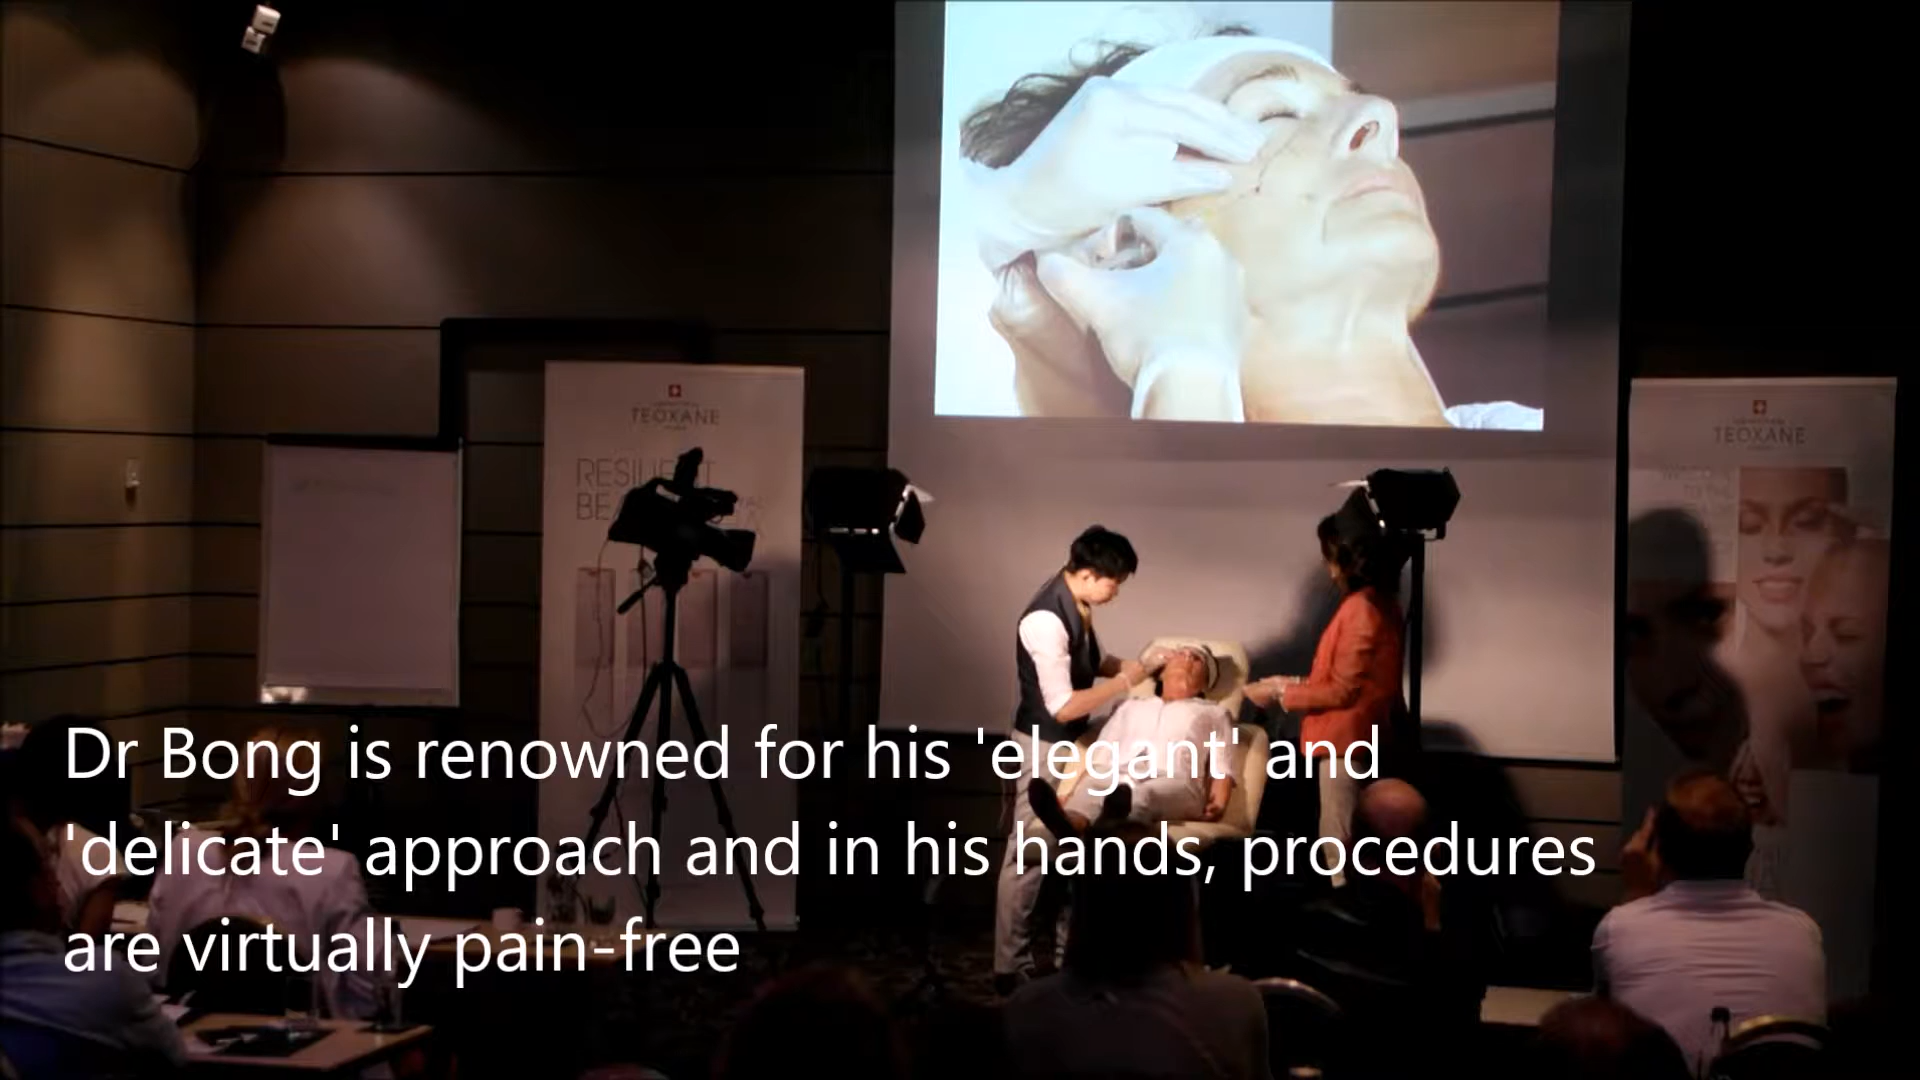 TEOXANE
TEOXANE
Dr Bong is renowned for his 'elegant' and
'delicate' approach and in his hands, procedures
are virtually pain-free